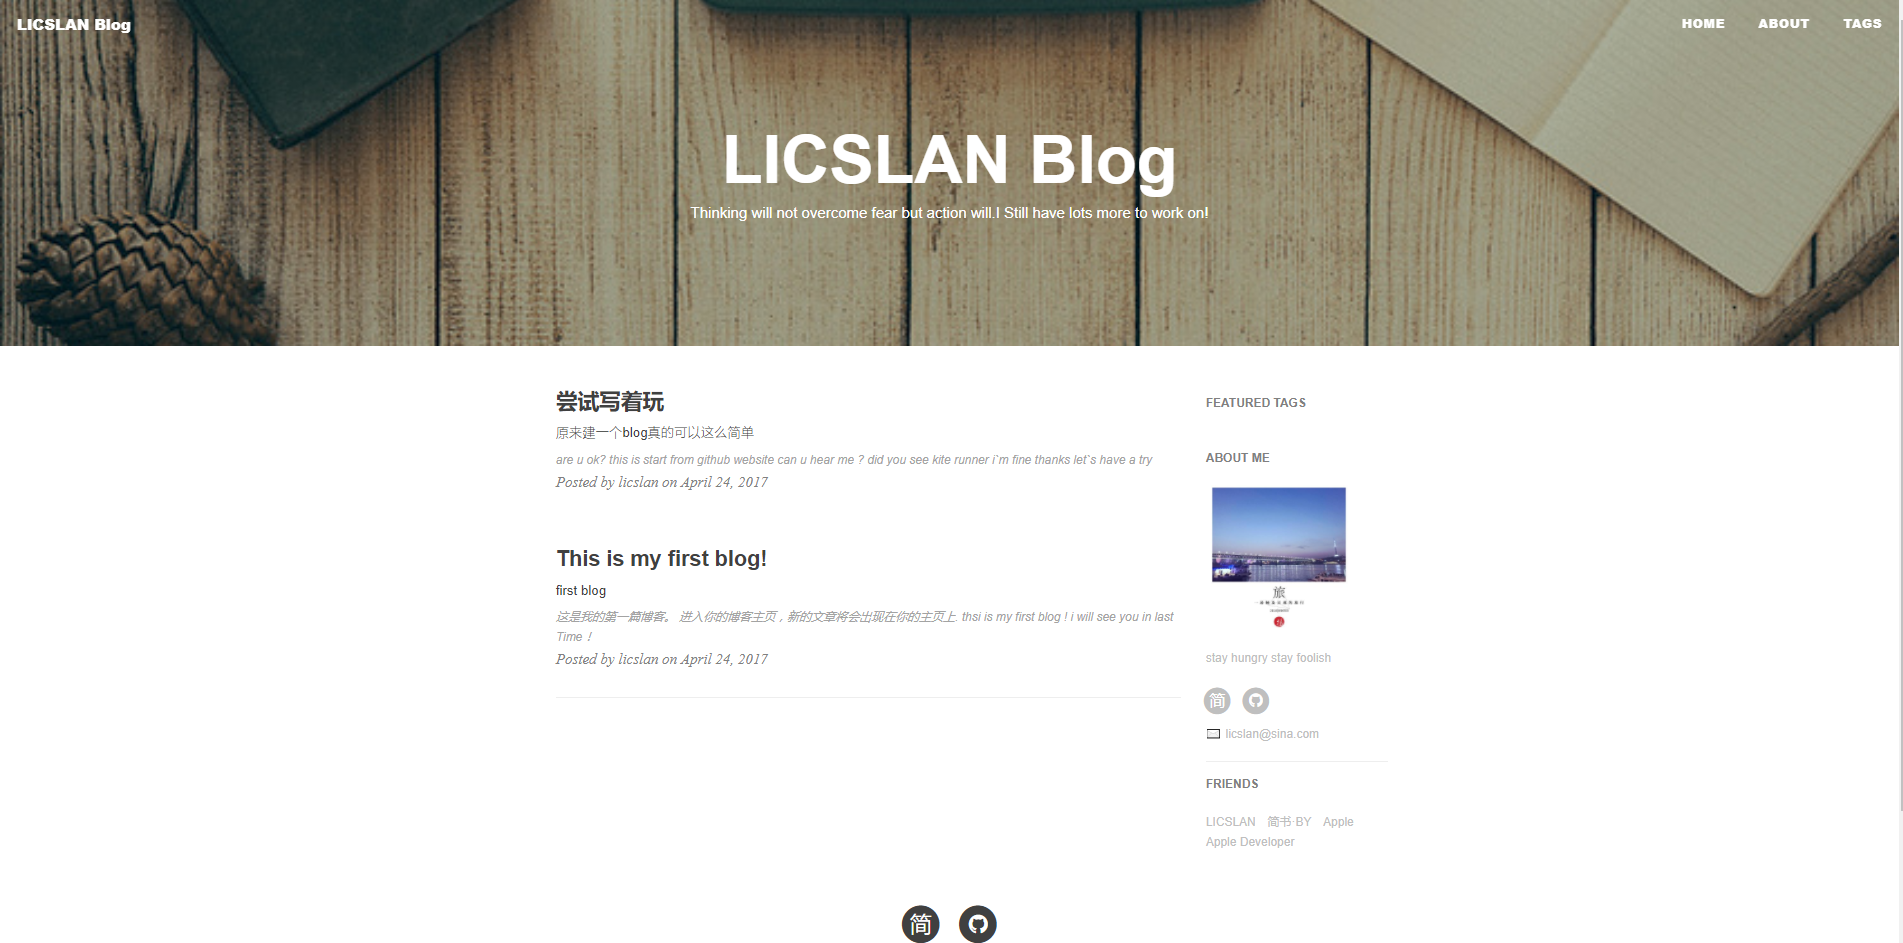 LICSLAN Blog
HOME ABOUT TAGS
LICSLAN Blog
Thinking will not overcome fear but action will.I Still have lots more to work on!
尝试写着玩
原来建一个blog真的可以这么简单
are u ok? this is start from github website can u hear me ? did you see kite runner i`m fine thanks let`s have a try
Posted by licslan on April 24, 2017
This is my first blog!
first blog
这是我的第一篇博客。 进入你的博客主页，新的文章将会出现在你的主页上. thsi is my first blog ! i will see you in last
Time！
Posted by licslan on April 24, 2017
FEATURED TAGS
ABOUT ME
旅
stay hungry stay foolish
简
licslan@sina.com
FRIENDS
LICSLAN 简书·BY Apple
Apple Developer
简